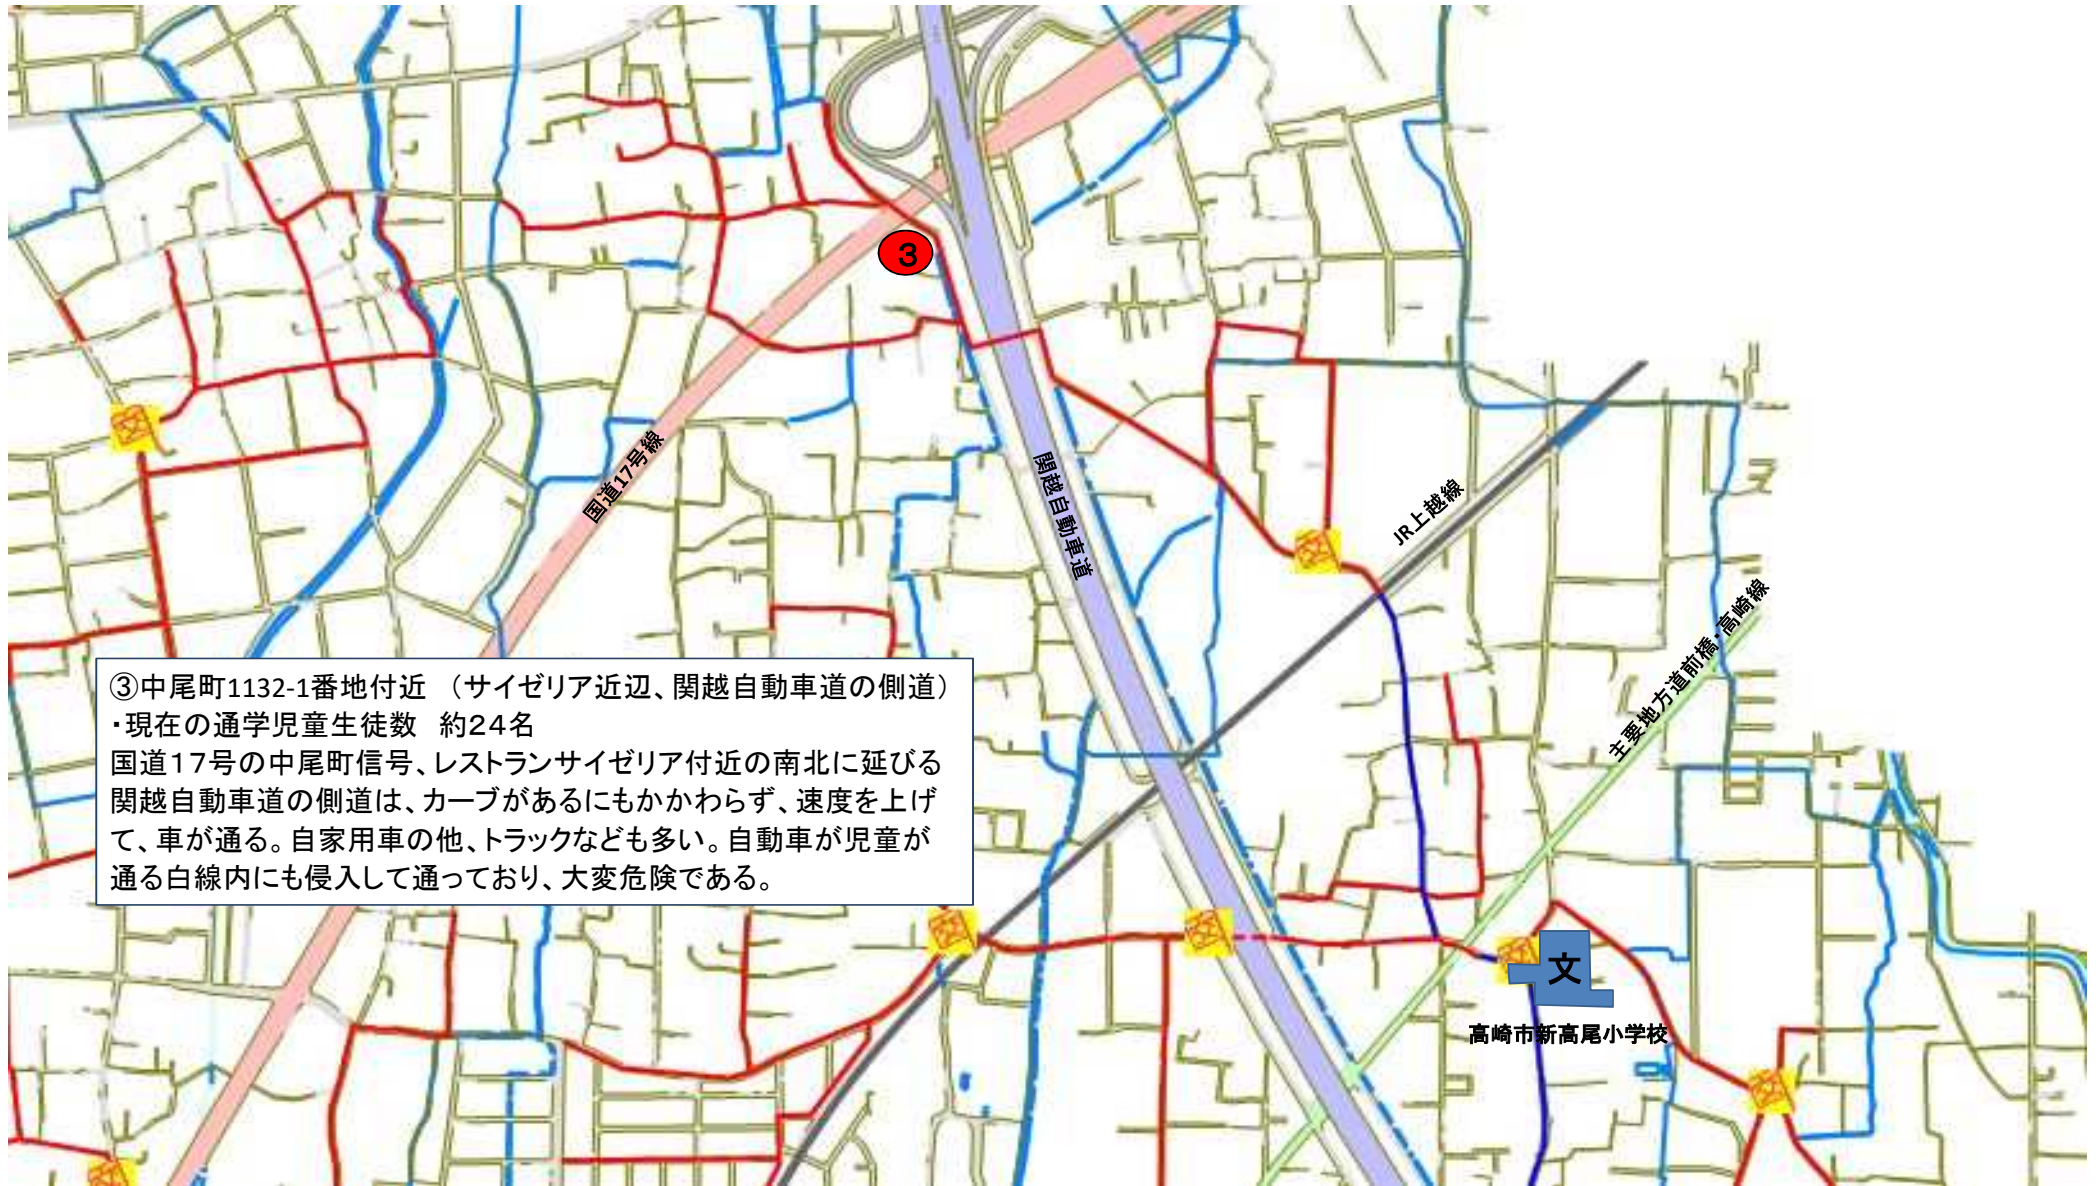 3
国道17号線
関越自動車道
JR上越線
主要地方道前橋・高崎線
③中尾町1132-1番地付近 （サイゼリア近辺、関越自動車道の側道）
・現在の通学児童生徒数 約２４名
国道１７号の中尾町信号、レストランサイゼリア付近の南北に延びる
関越自動車道の側道は、カーブがあるにもかかわらず、速度を上げ
て、車が通る。自家用車の他、トラックなども多い。自動車が児童が
通る白線内にも侵入して通っており、大変危険である。
文
高崎市新高尾小学校